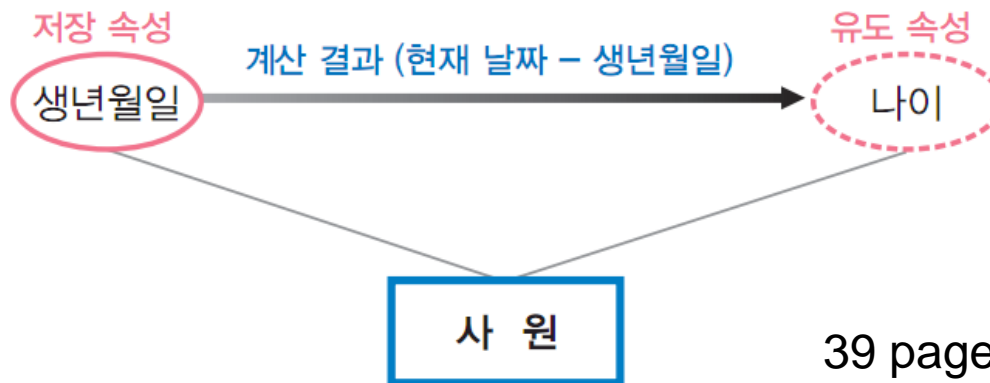 저장 속성
유도 속성
계산 결과 (현재 날짜 – 생년월일)
생년월일
나이
사 원
39 page